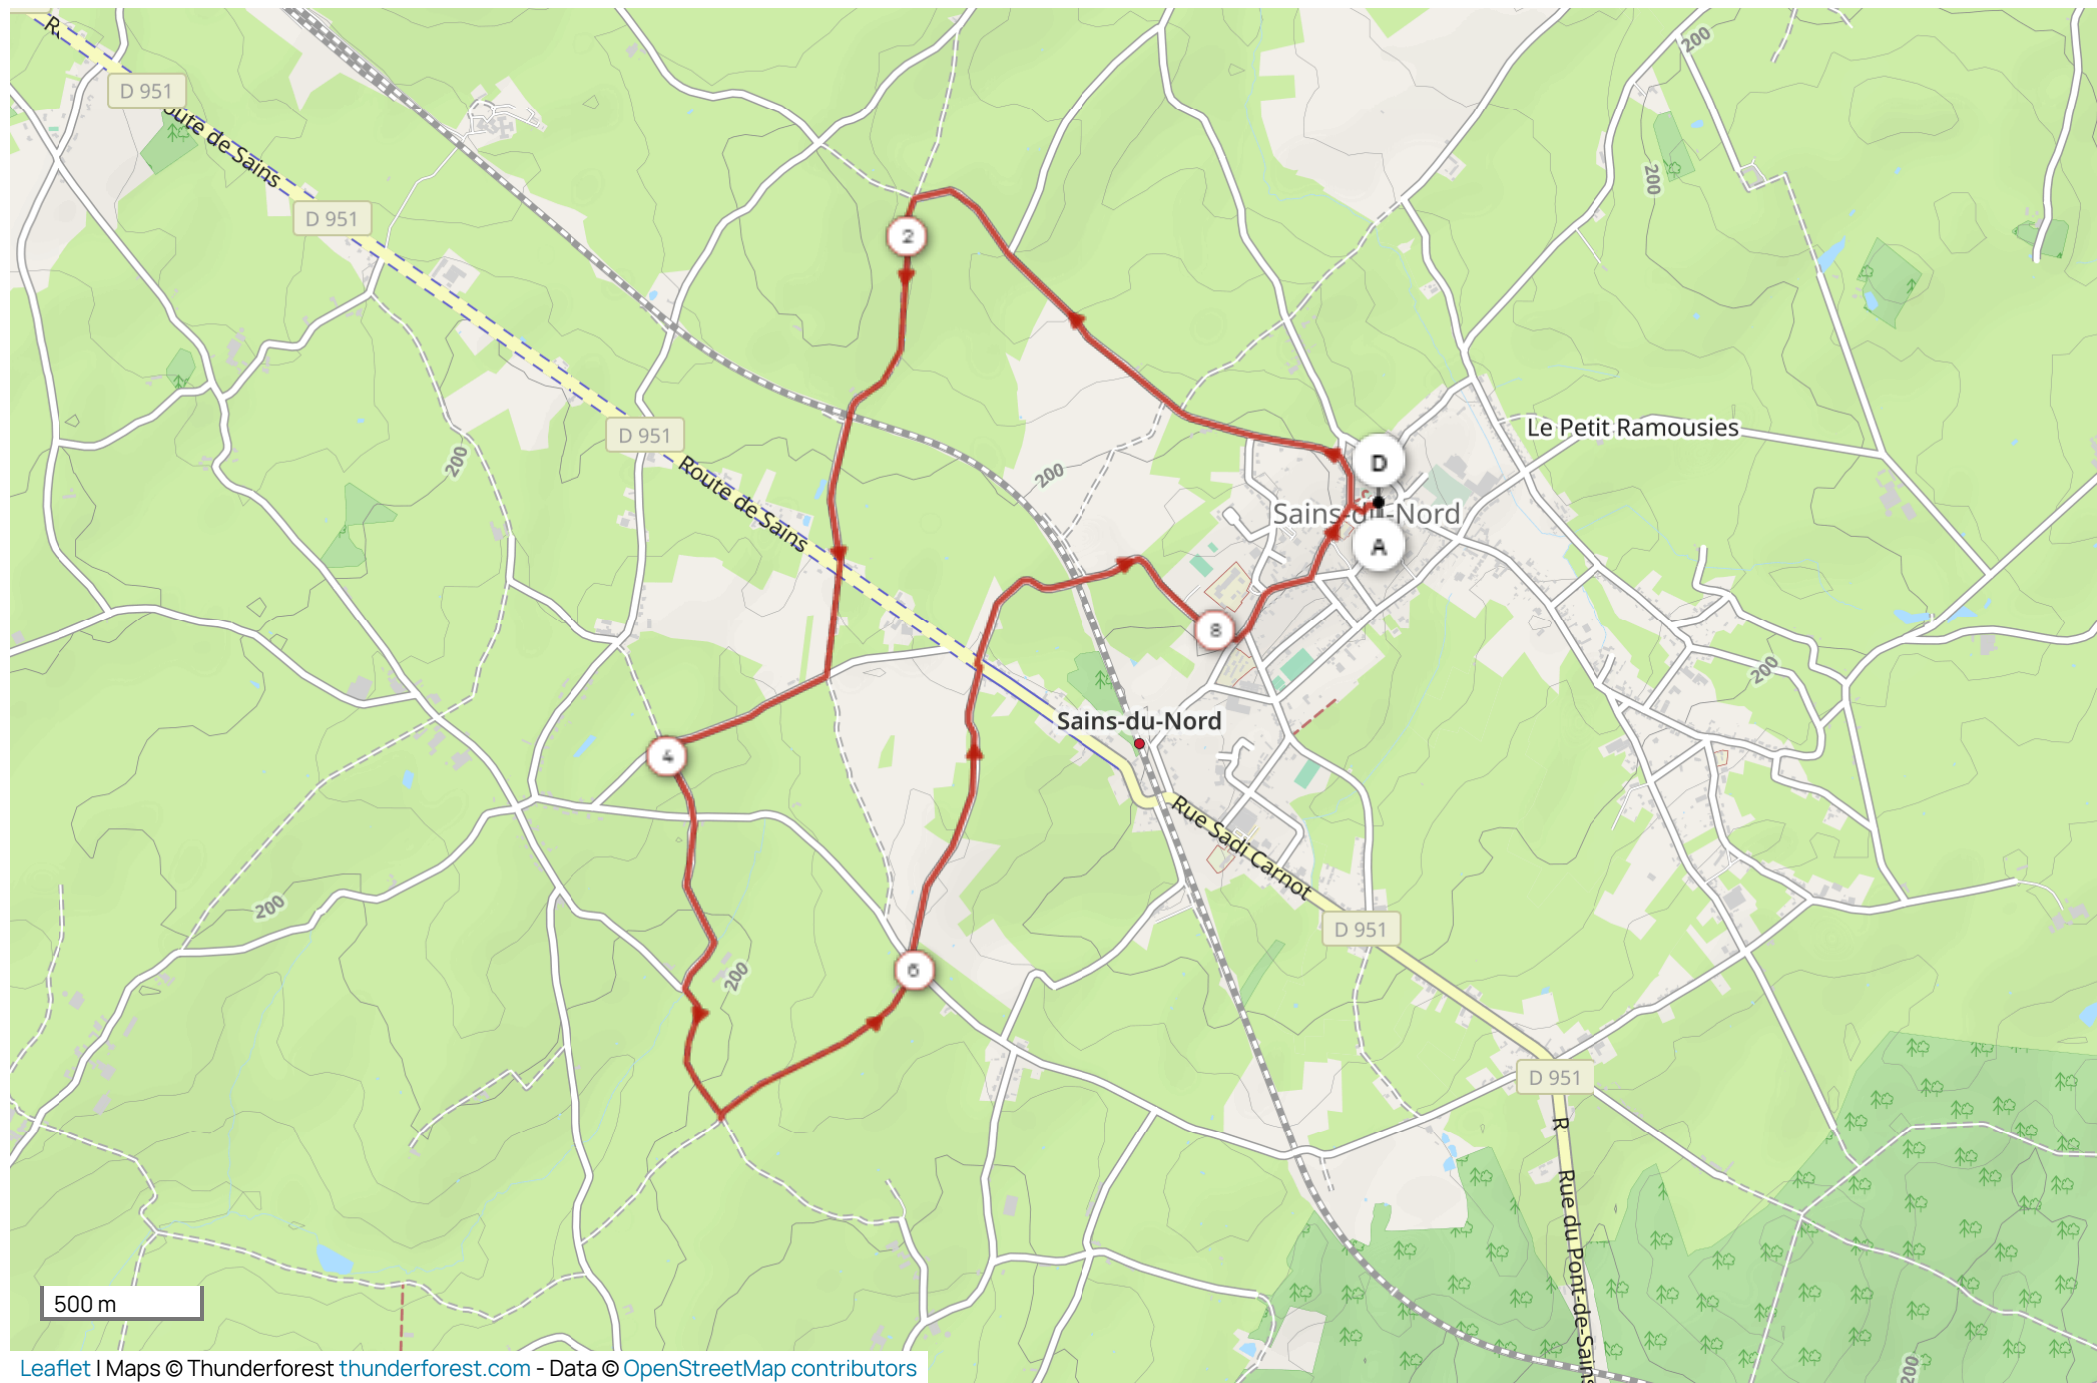 R
D 951
200
oute de Sains
200
D 951
2
Le Petit Ramousies
D 951
200
Route de Sains
200
D
Sains-du-Nord
A
8
200
Sains-du-Nord
4
Rue Sadi Carnot
200
D 951
200
6
D 951
R
Rue du Pont-de-Sains
500 m
200
Leaflet | Maps © Thunderforest thunderforest.com - Data © OpenStreetMap contributors